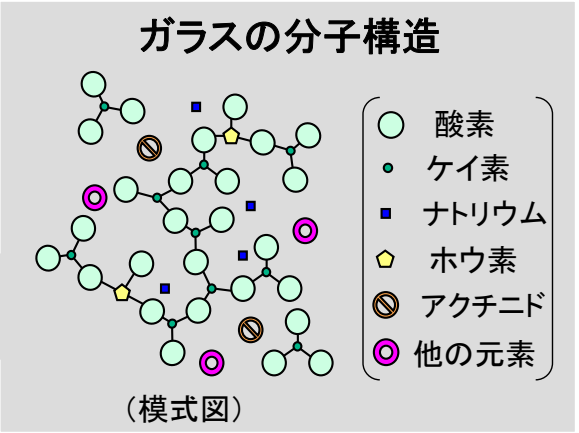 ガラスの分子構造
酸素
ケイ素
ナトリウム
ホウ素
アクチニド
他の元素
（模式図）